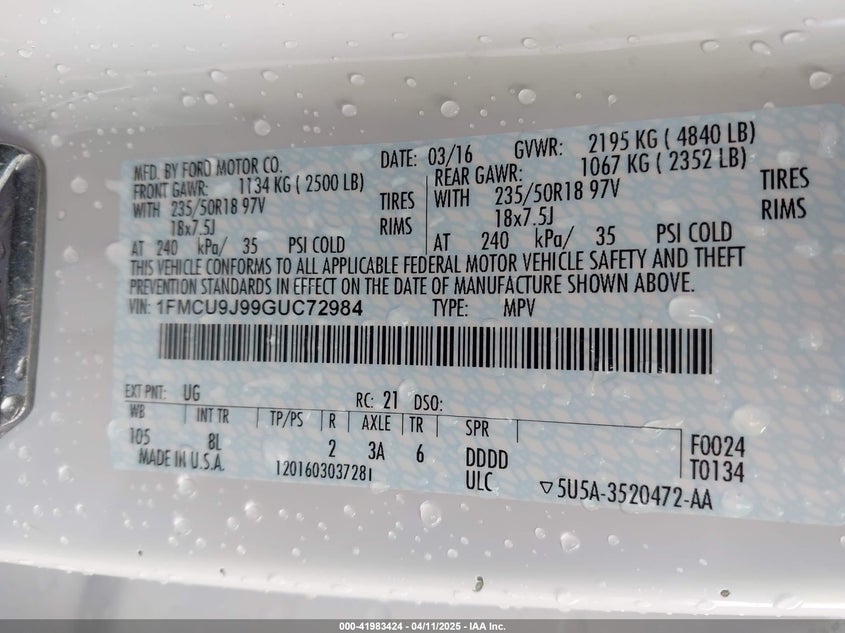 MFD. BY FORD MOTOR CO. DATE: 03/16 GVWR: 2195 KG ( 4840 LB)
FRONT GAWR: 1134 KG ( 2500 LB) REAR GAWR: 1067 KG ( 2352 LB)
WITH 235/50R18 97V TIRES WITH 235/50R18 97V TIRES
18x7.5J RIMS 18x7.5J RIMS
AT 240 kPa/ 35 PSI COLD AT 240 kPa/ 35 PSI COLD
THIS VEHICLE CONFORMS TO ALL APPLICABLE FEDERAL MOTOR VEHICLE SAFETY AND THEFT
PREVENTION STANDARDS IN EFFECT ON THE DATE OF MANUFACTURE SHOWN ABOVE.
VIN: 1FMCU9J99GUC72984 TYPE: MPV
EXT PNT: UG RC: 21 DSO:
WB INT TR TP/PS R AXLE TR SPR
105 8L 2 3A 6 DDDD F0024
MADE IN U.S.A. 120160303728I ULC T0134
▽5U5A-3520472-AA
000-41983424 - 04/11/2025 - IAA Inc.